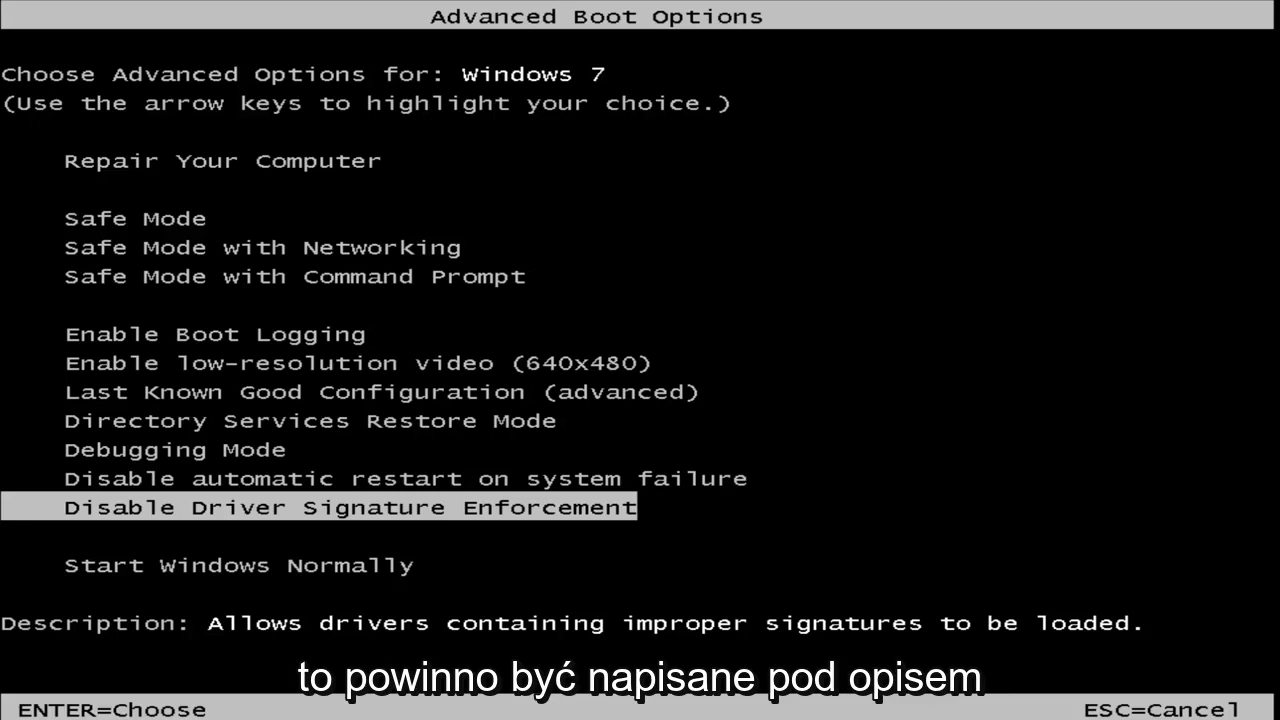 Advanced Boot Options
Choose Advanced Options for: Windows 7
(Use the arrow keys to highlight your choice.)
Repair Your Computer
Safe Mode
Safe Mode with Networking
Safe Mode with Command Prompt
Enable Boot Logging
Enable low-resolution video (640x480)
Last Known Good Configuration (advanced)
Directory Services Restore Mode
Debugging Mode
Disable automatic restart on system failure
Disable Driver Signature Enforcement
Start Windows Normally
Description: Allows drivers containing improper signatures to be loaded.
to powinno być napisane pod opisem
ENTER=Choose ESC=Cancel